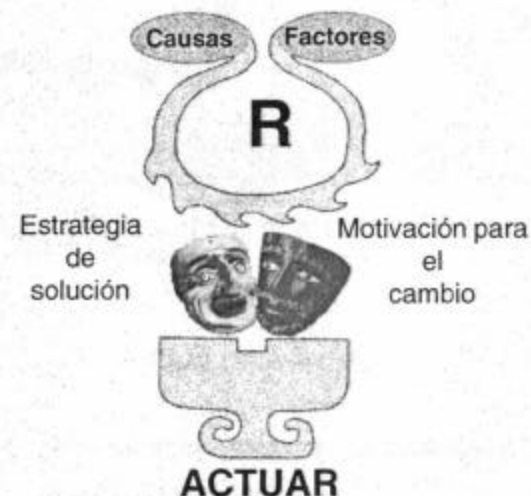 Causas
Factores
R
Estrategia
de
solución
Motivación para
el
cambio
ACTUAR